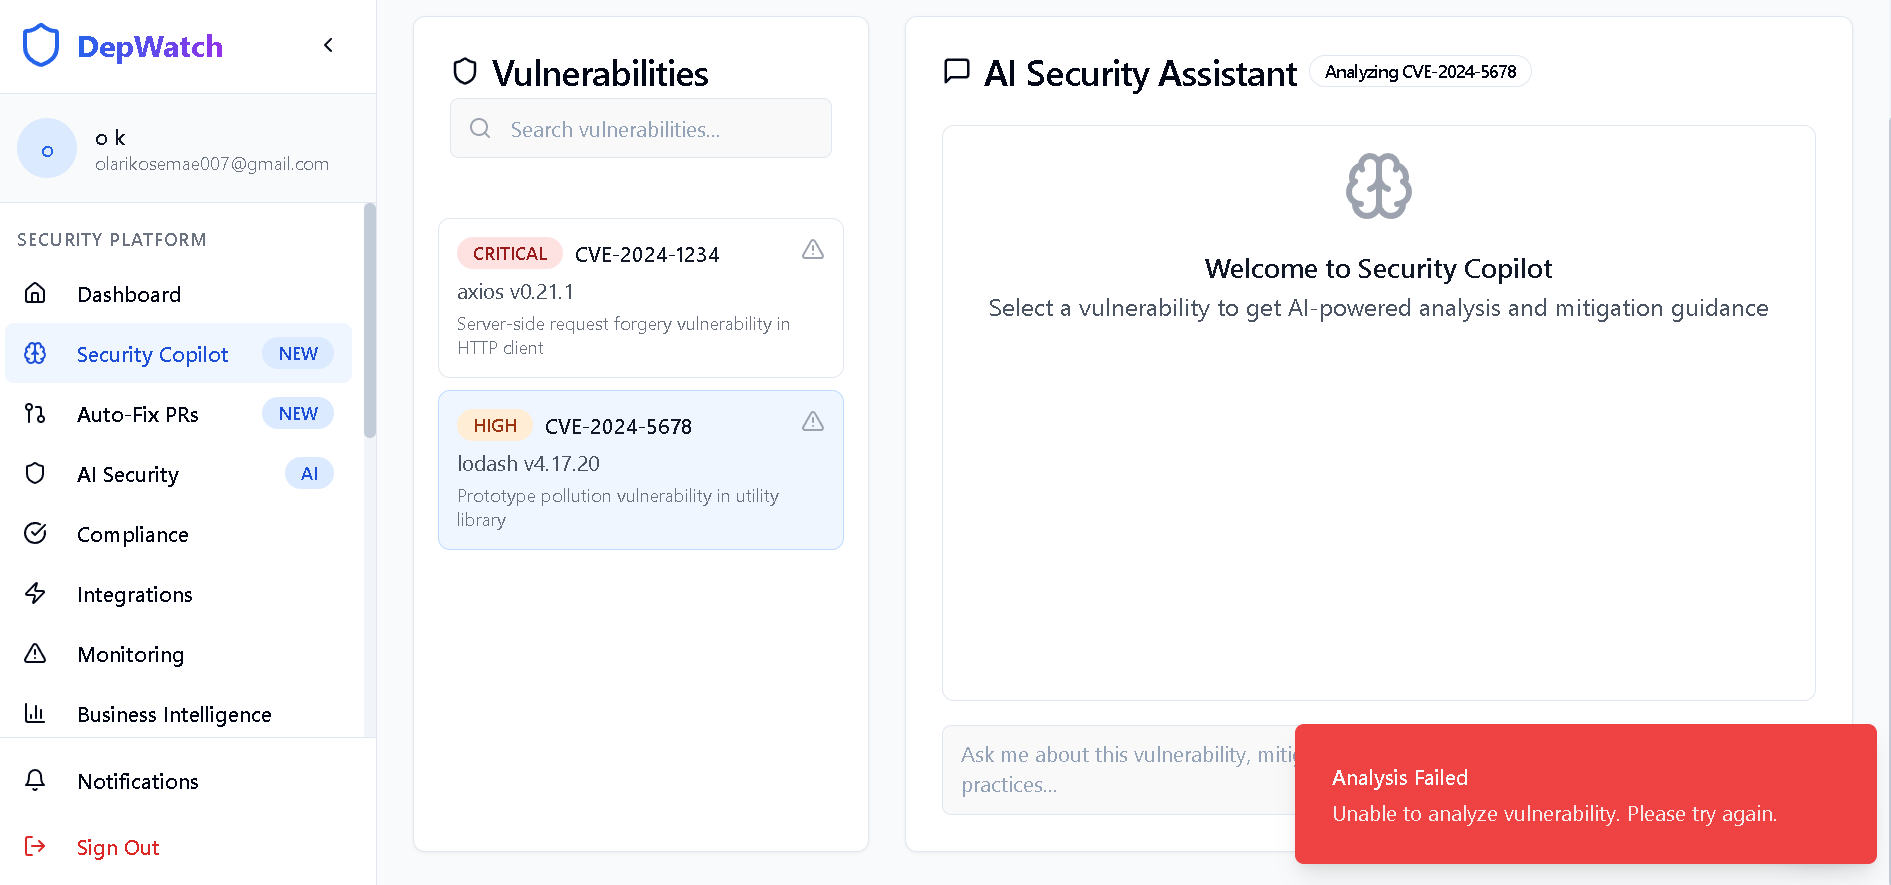 DepWatch
o
o k
olarikosemae007@gmail.com
SECURITY PLATFORM
Dashboard
Security Copilot NEW
Auto-Fix PRs NEW
AI Security AI
Compliance
Integrations
Monitoring
Business Intelligence
Notifications
Sign Out
Vulnerabilities
Search vulnerabilities...
CRITICAL CVE-2024-1234
axios v0.21.1
Server-side request forgery vulnerability in
HTTP client
HIGH CVE-2024-5678
lodash v4.17.20
Prototype pollution vulnerability in utility
library
AI Security Assistant Analyzing CVE-2024-5678
Welcome to Security Copilot
Select a vulnerability to get AI-powered analysis and mitigation guidance
Ask me about this vulnerability,
practices...
Analysis Failed
Unable to analyze vulnerability. Please try again.